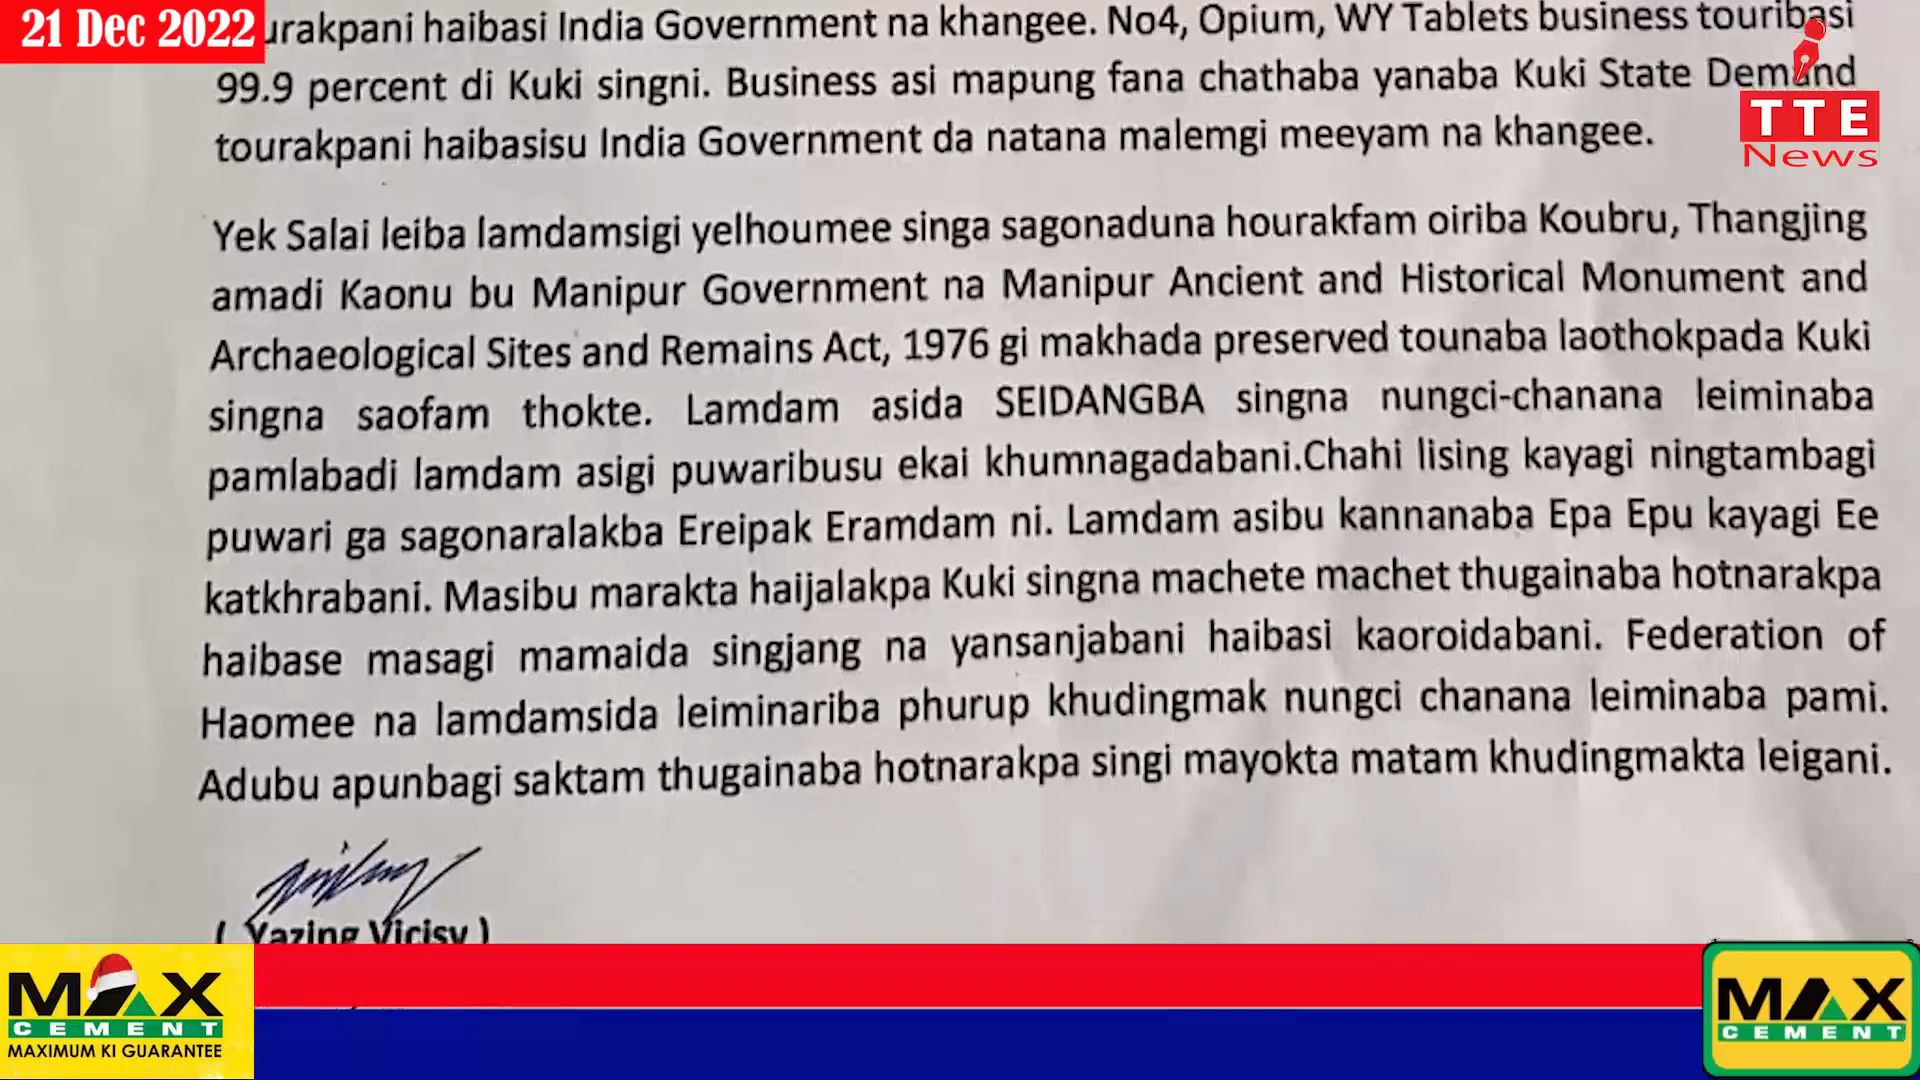 21 Dec 2022
urakpani haibasi India Government na khangee. No4, Opium, WY Tablets business touribasi
99.9 percent di Kuki singni. Business asi mapung fana chathaba yanaba Kuki State Demand
tourakpani haibasisu India Government da natana malemgi meeyam na khangee.
TTE
News
Yek Salai leiba lamdamsigi yelhoumee singa sagonaduna hourakfam oiriba Koubru, Thangjing
amadi Kaonu bu Manipur Government na Manipur Ancient and Historical Monument and
Archaeological Sites and Remains Act, 1976 gi makhada preserved tounaba laothokpada Kuki
singna saofam thokte. Lamdam asida SEIDANGBA singna nungci-chanana leiminaba
pamlabadi lamdam asigi puwaribusu ekai khumnagadabani.Chahi lising kayagi ningtambagi
puwari ga sagonaralakba Ereipak Eramdam ni. Lamdam asibu kannanaba Epa Epu kayagi Ee
katkhrabani. Masibu marakta haijalakpa Kuki singna machete machet thugainaba hotnarakpa
haibase masagi mamaida singjang na yansanjabani haibasi kaoroidabani. Federation of
Haomee na lamdamsida leiminariba phurup khudingmak nungci chanana leiminaba pami.
Adubu apunbagi saktam thugainaba hotnarakpa singi mayokta matam khudingmakta leigani.
( Yazing Vicisy )
MAX
CEMENT
MAXIMUM KI GUARANTEE
MAX
CEMENT